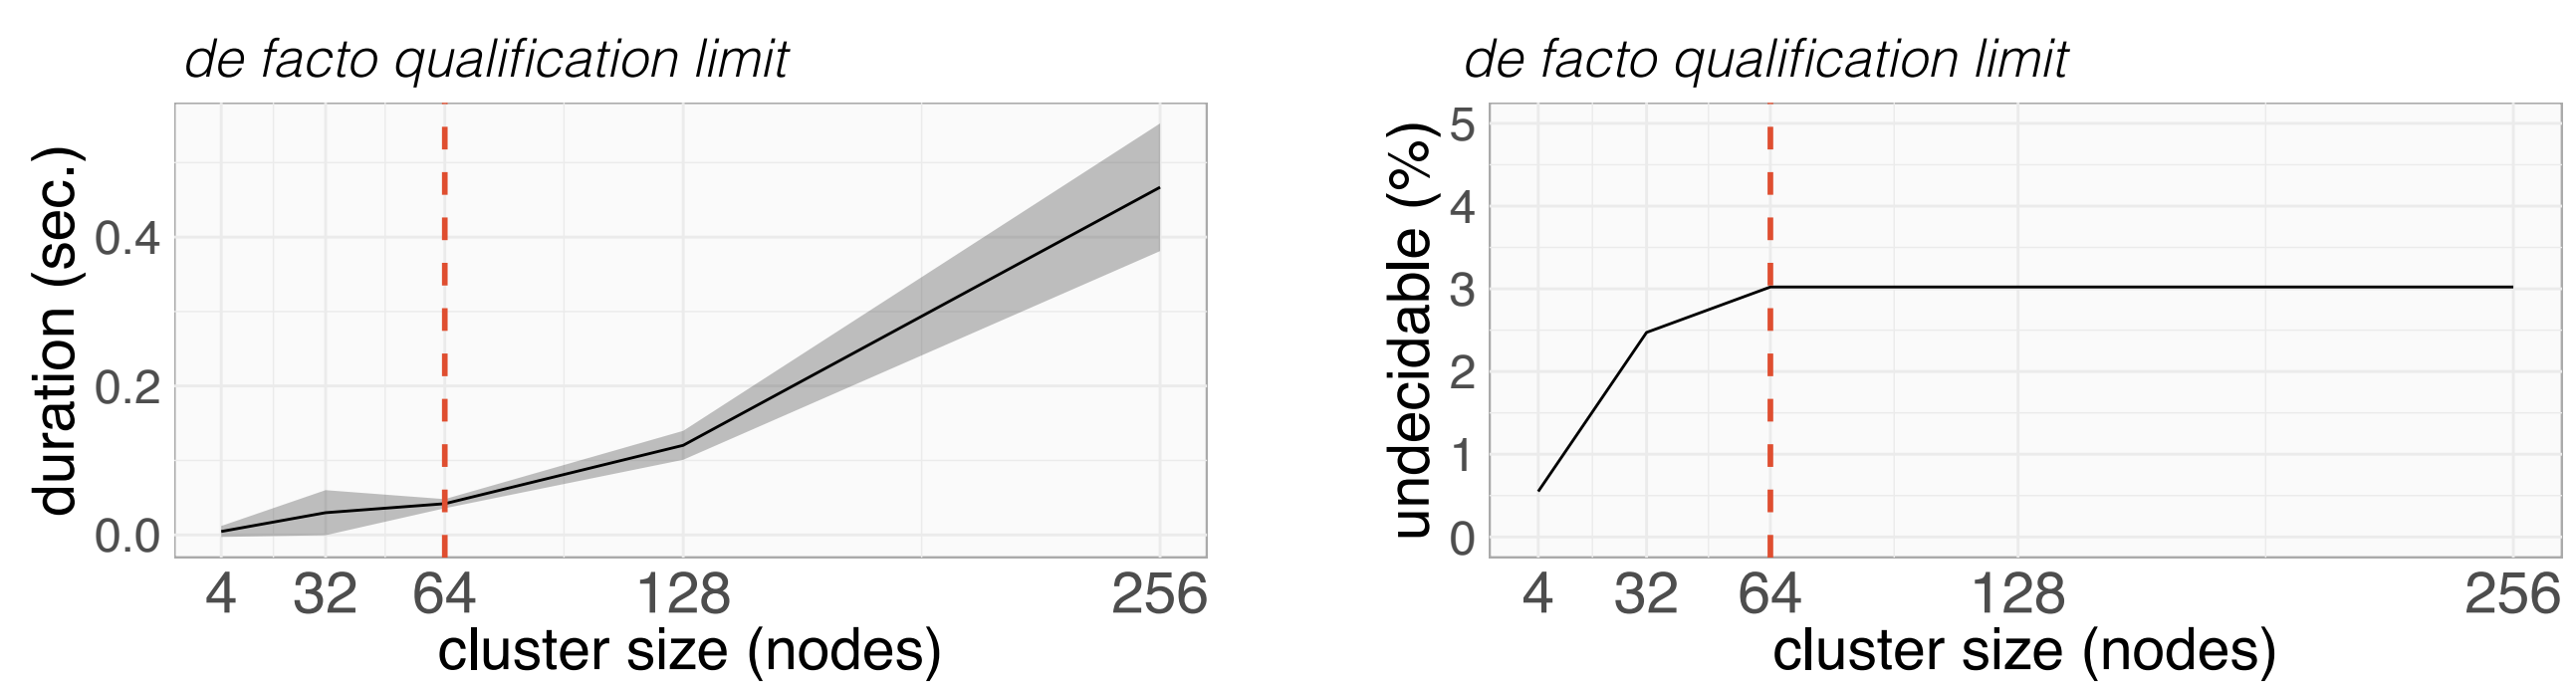 de facto qualification limit
duration (sec.)
0.4
0.2
0.0
4 32 64 128 256
cluster size (nodes)
de facto qualification limit
undecidable (%)
5
4
3
2
1
0
4 32 64 128 256
cluster size (nodes)